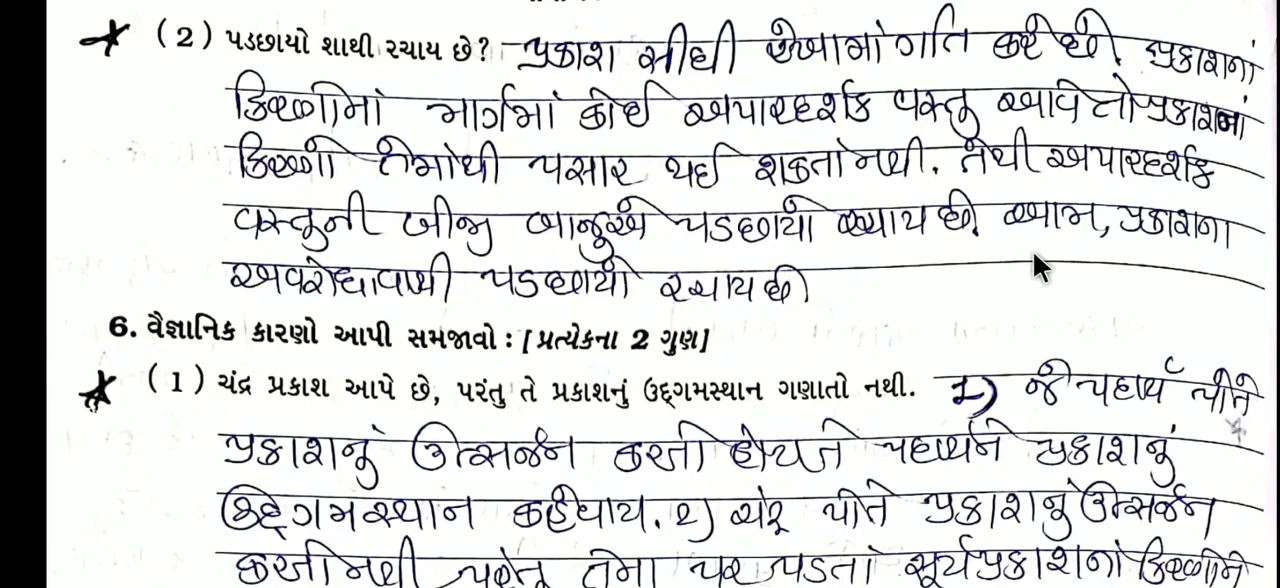 (2) પડછાયો શાથી રચાય છે? પ્રકાશ સીધી રેખામાં ગતિ કરે છે. પ્રકાશનાં
કિરણોમાં માર્ગમાં કોઈ અપારદર્શક વસ્તુ આવે તો પ્રકાશનાં
કિરણો તેમાંથી પસાર થઈ શકતાં નથી. તેથી અપારદર્શક
વસ્તુની બીજી બાજુએ પડછાયો રચાય છે. આમ, પ્રકાશના
અવરોધાવાથી પડછાયો રચાય છે
6. વૈજ્ઞાનિક કારણો આપી સમજાવો : [પ્રત્યેકના 2 ગુણ]
(1) ચંદ્ર પ્રકાશ આપે છે, પરંતુ તે પ્રકાશનું ઉદ્‌ગમસ્થાન ગણાતો નથી. 1) જે પદાર્થ પોતે
પ્રકાશનું ઉત્સર્જન કરતો હોય તે પદાર્થને પ્રકાશનું
ઉદ્‌ગમસ્થાન કહેવાય. 2) ચંદ્ર પોતે પ્રકાશનું ઉત્સર્જન
કરતો નથી પરંતુ તેના પર પડતાં સૂર્યપ્રકાશનાં કિરણોને